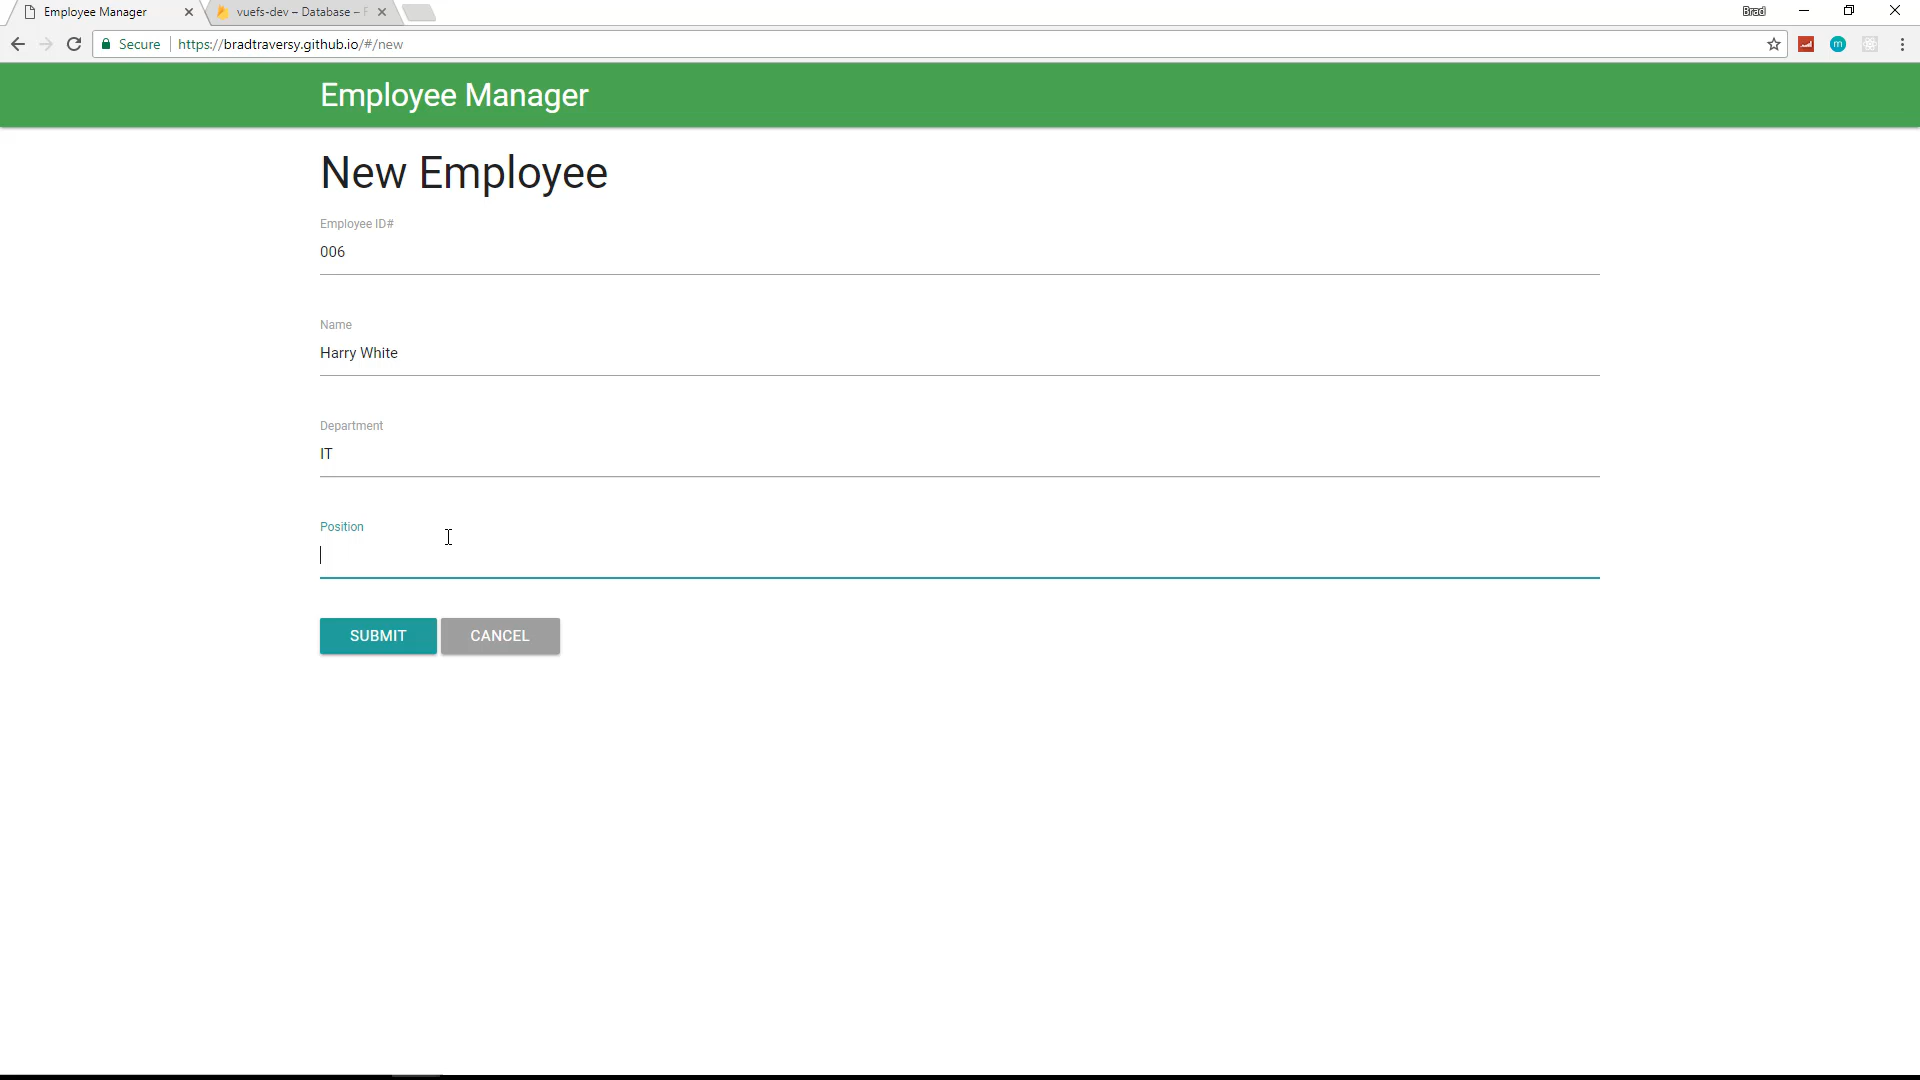 Employee Manager
vuefs-dev – Database – F
Brad
Secure
https://bradtraversy.github.io/#/new
m
Employee Manager
New Employee
Employee ID#
006
Name
Harry White
Department
IT
Position
SUBMIT CANCEL